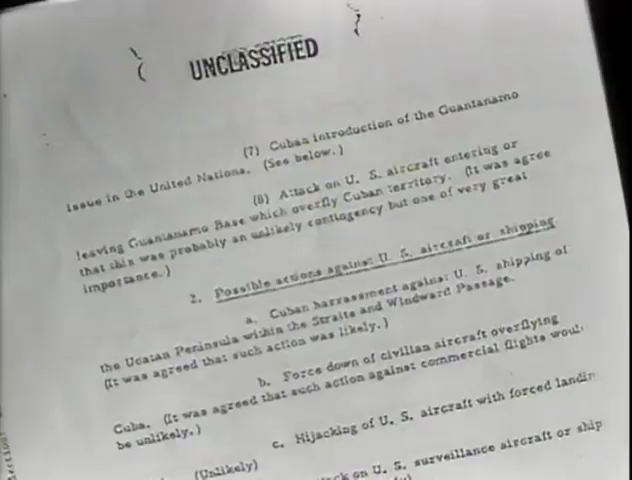 UNCLASSIFIED
(7) Cuban introduction of the Guantanamo
issue in the United Nations. (See below.)
(8) Attack on U. S. aircraft entering or
leaving Guantanamo Base which overfly Cuban territory. (It was agree
that this was probably an unlikely contingency but one of very great
importance.)
2. Possible actions against U. S. aircraft or shipping
a. Cuban harrassment against U. S. shipping of
the Ucatan Peninsula within the Straits and Windward Passage.
(It was agreed that such action was likely.)
b. Force down of civilian aircraft overflying
Cuba. (It was agreed that such action against commercial flights woul
be unlikely.)
c. Hijacking of U. S. aircraft with forced landin
(Unlikely)
on U. S. surveillance aircraft or ship